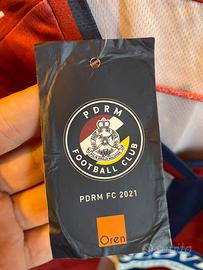 PDRM
FOOTBALL CLUB
PDRM FC 2021
Oren